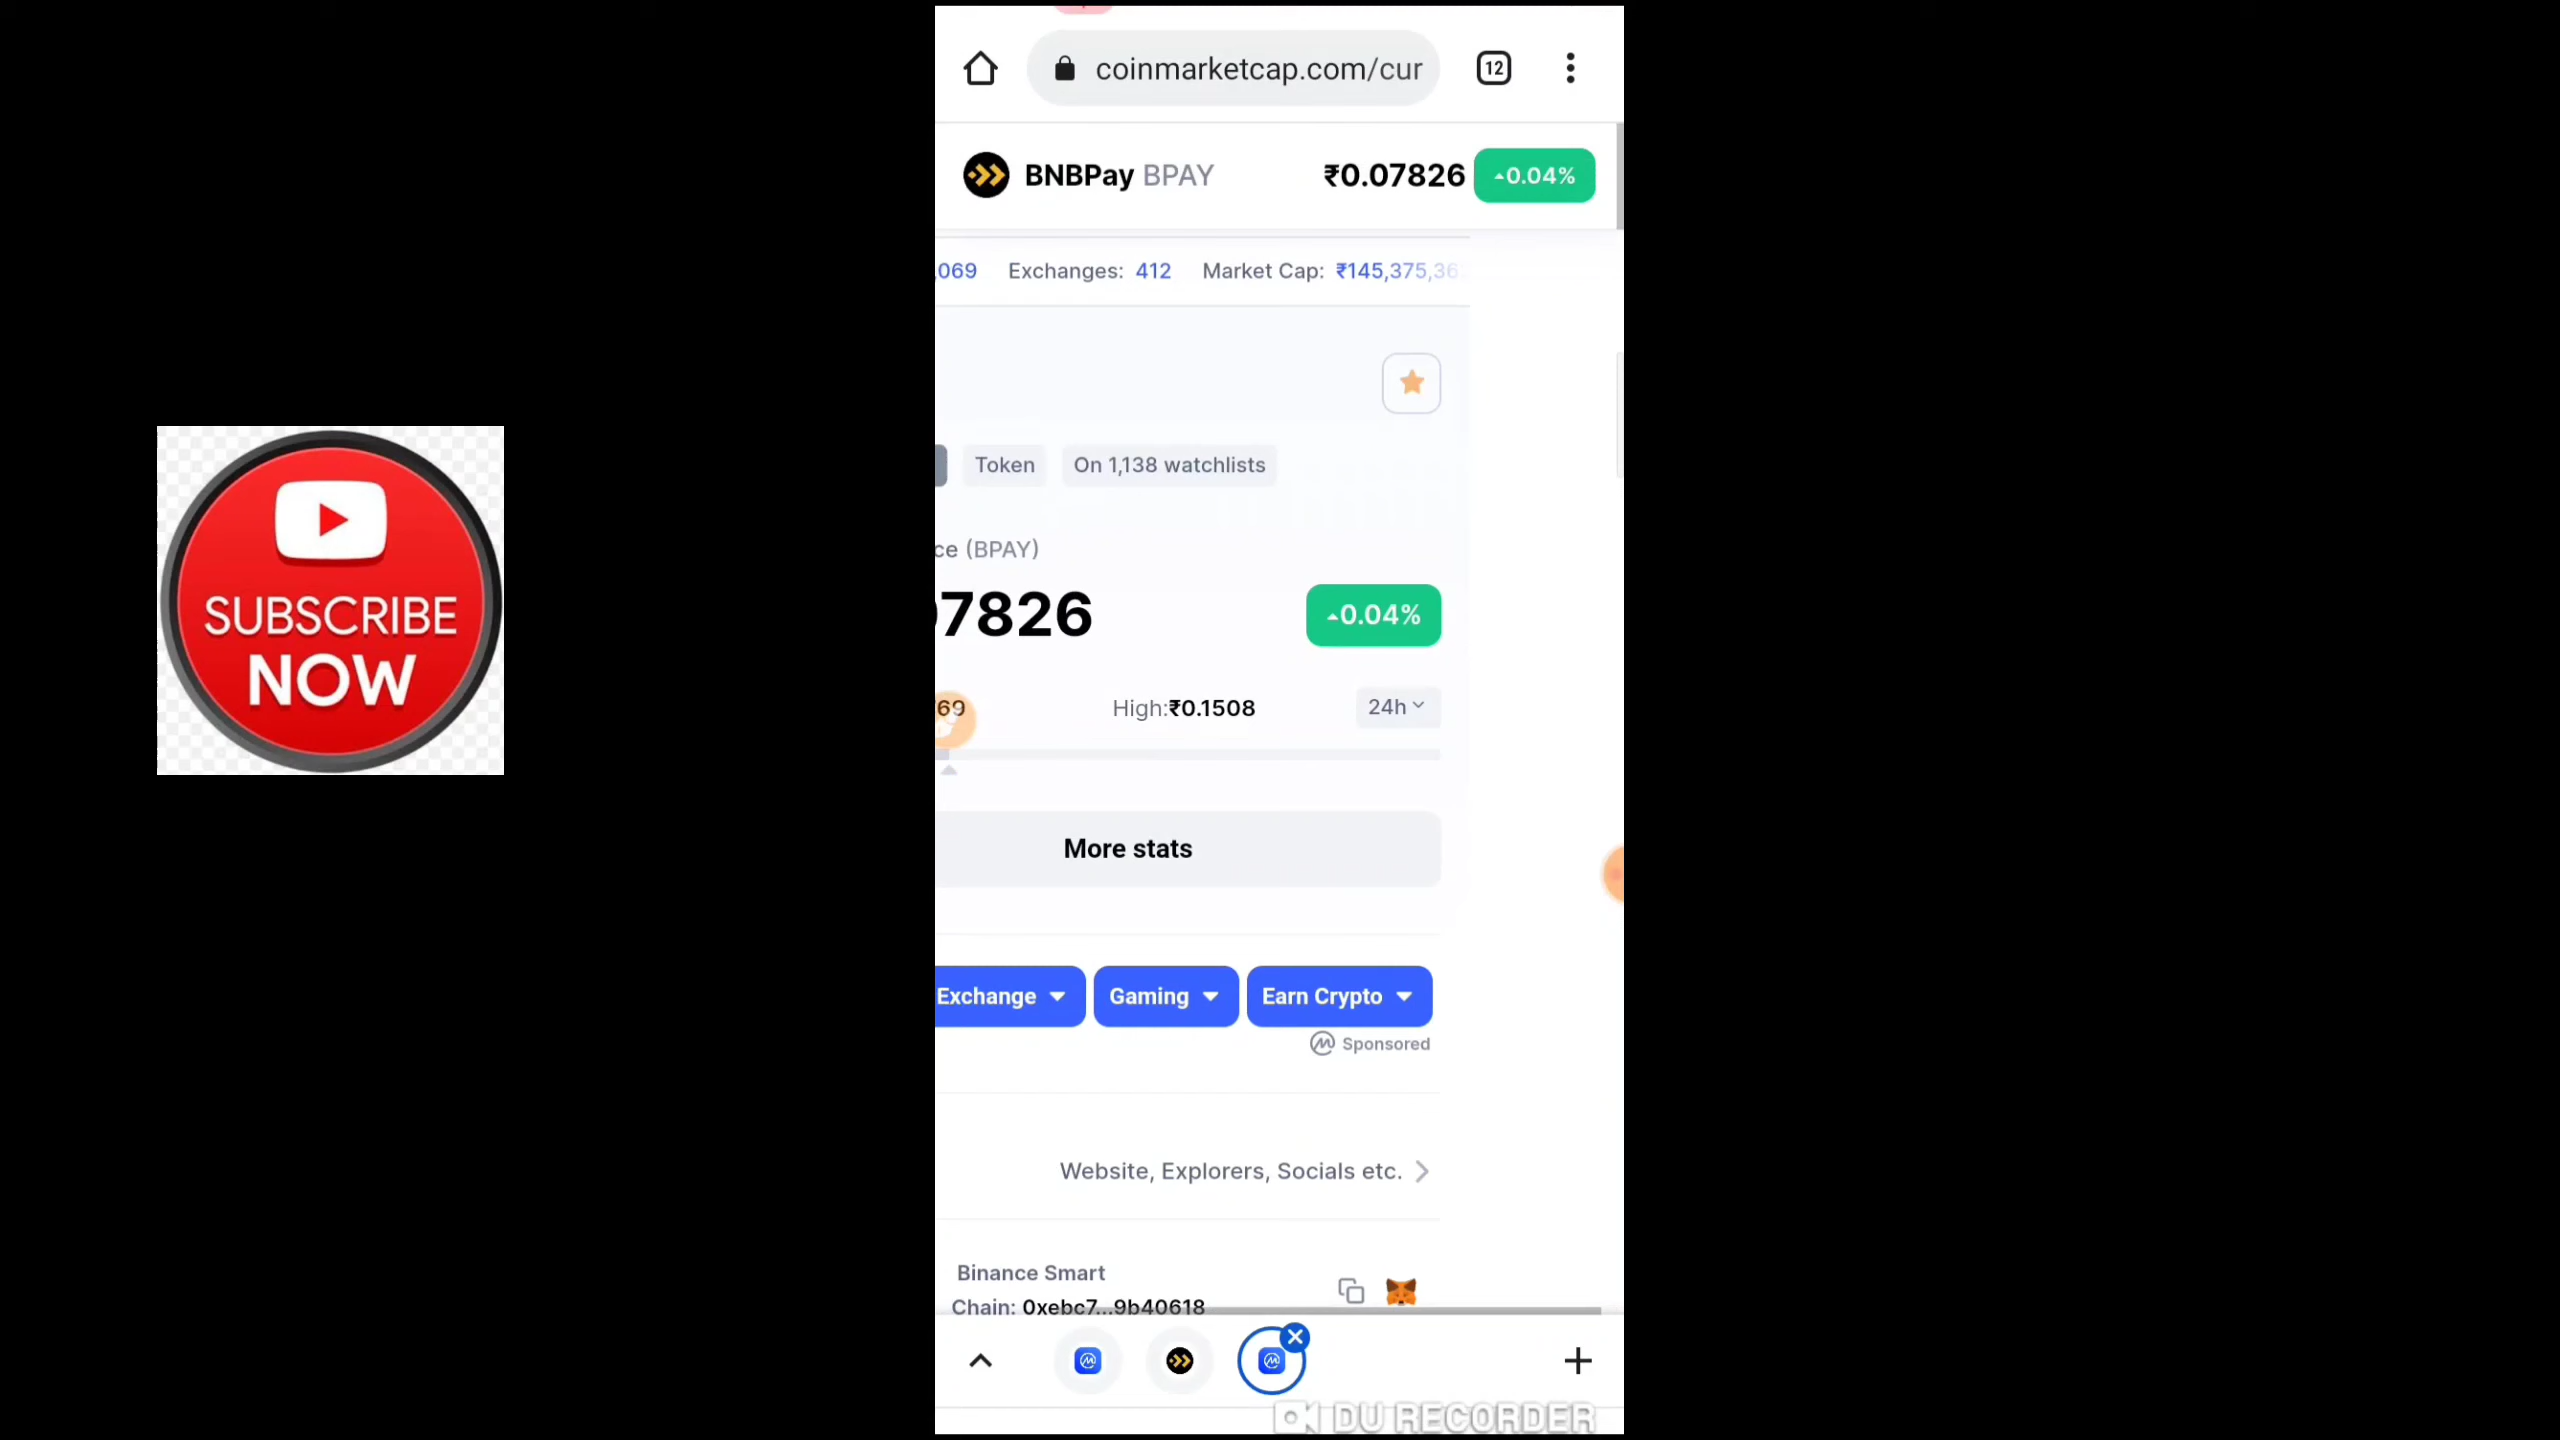 coinmarketcap.com/cur
12
BNBPay BPAY
₹0.07826
0.04%
,069 Exchanges: 412 Market Cap: ₹145,375,36
Token
On 1,138 watchlists
ce (BPAY)
07826
0.04%
69
High:₹0.1508
24h
More stats
Exchange
Gaming
Earn Crypto
Sponsored
Website, Explorers, Socials etc.
Binance Smart
Chain: 0xebc7...9b40618
SUBSCRIBE
NOW
DU RECORDER